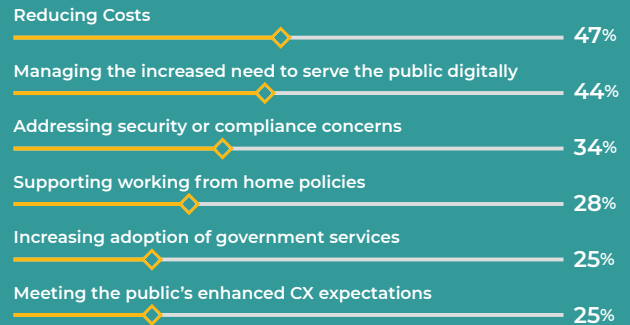 Reducing Costs
47%
Managing the increased need to serve the public digitally
44%
Addressing security or compliance concerns
34%
Supporting working from home policies
28%
Increasing adoption of government services
25%
Meeting the public’s enhanced CX expectations
25%